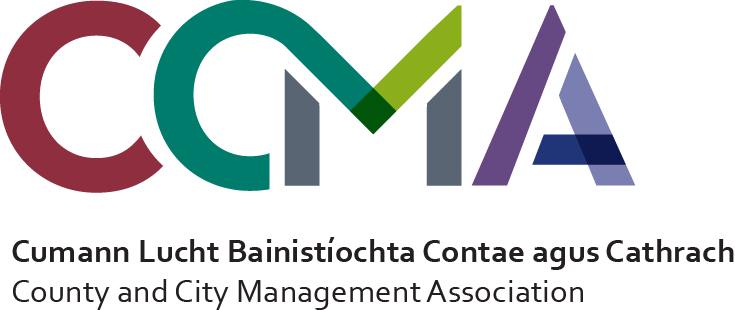 CCMA
Cumann Lucht Bainistíochta Contae agus Cathrach
County and City Management Association